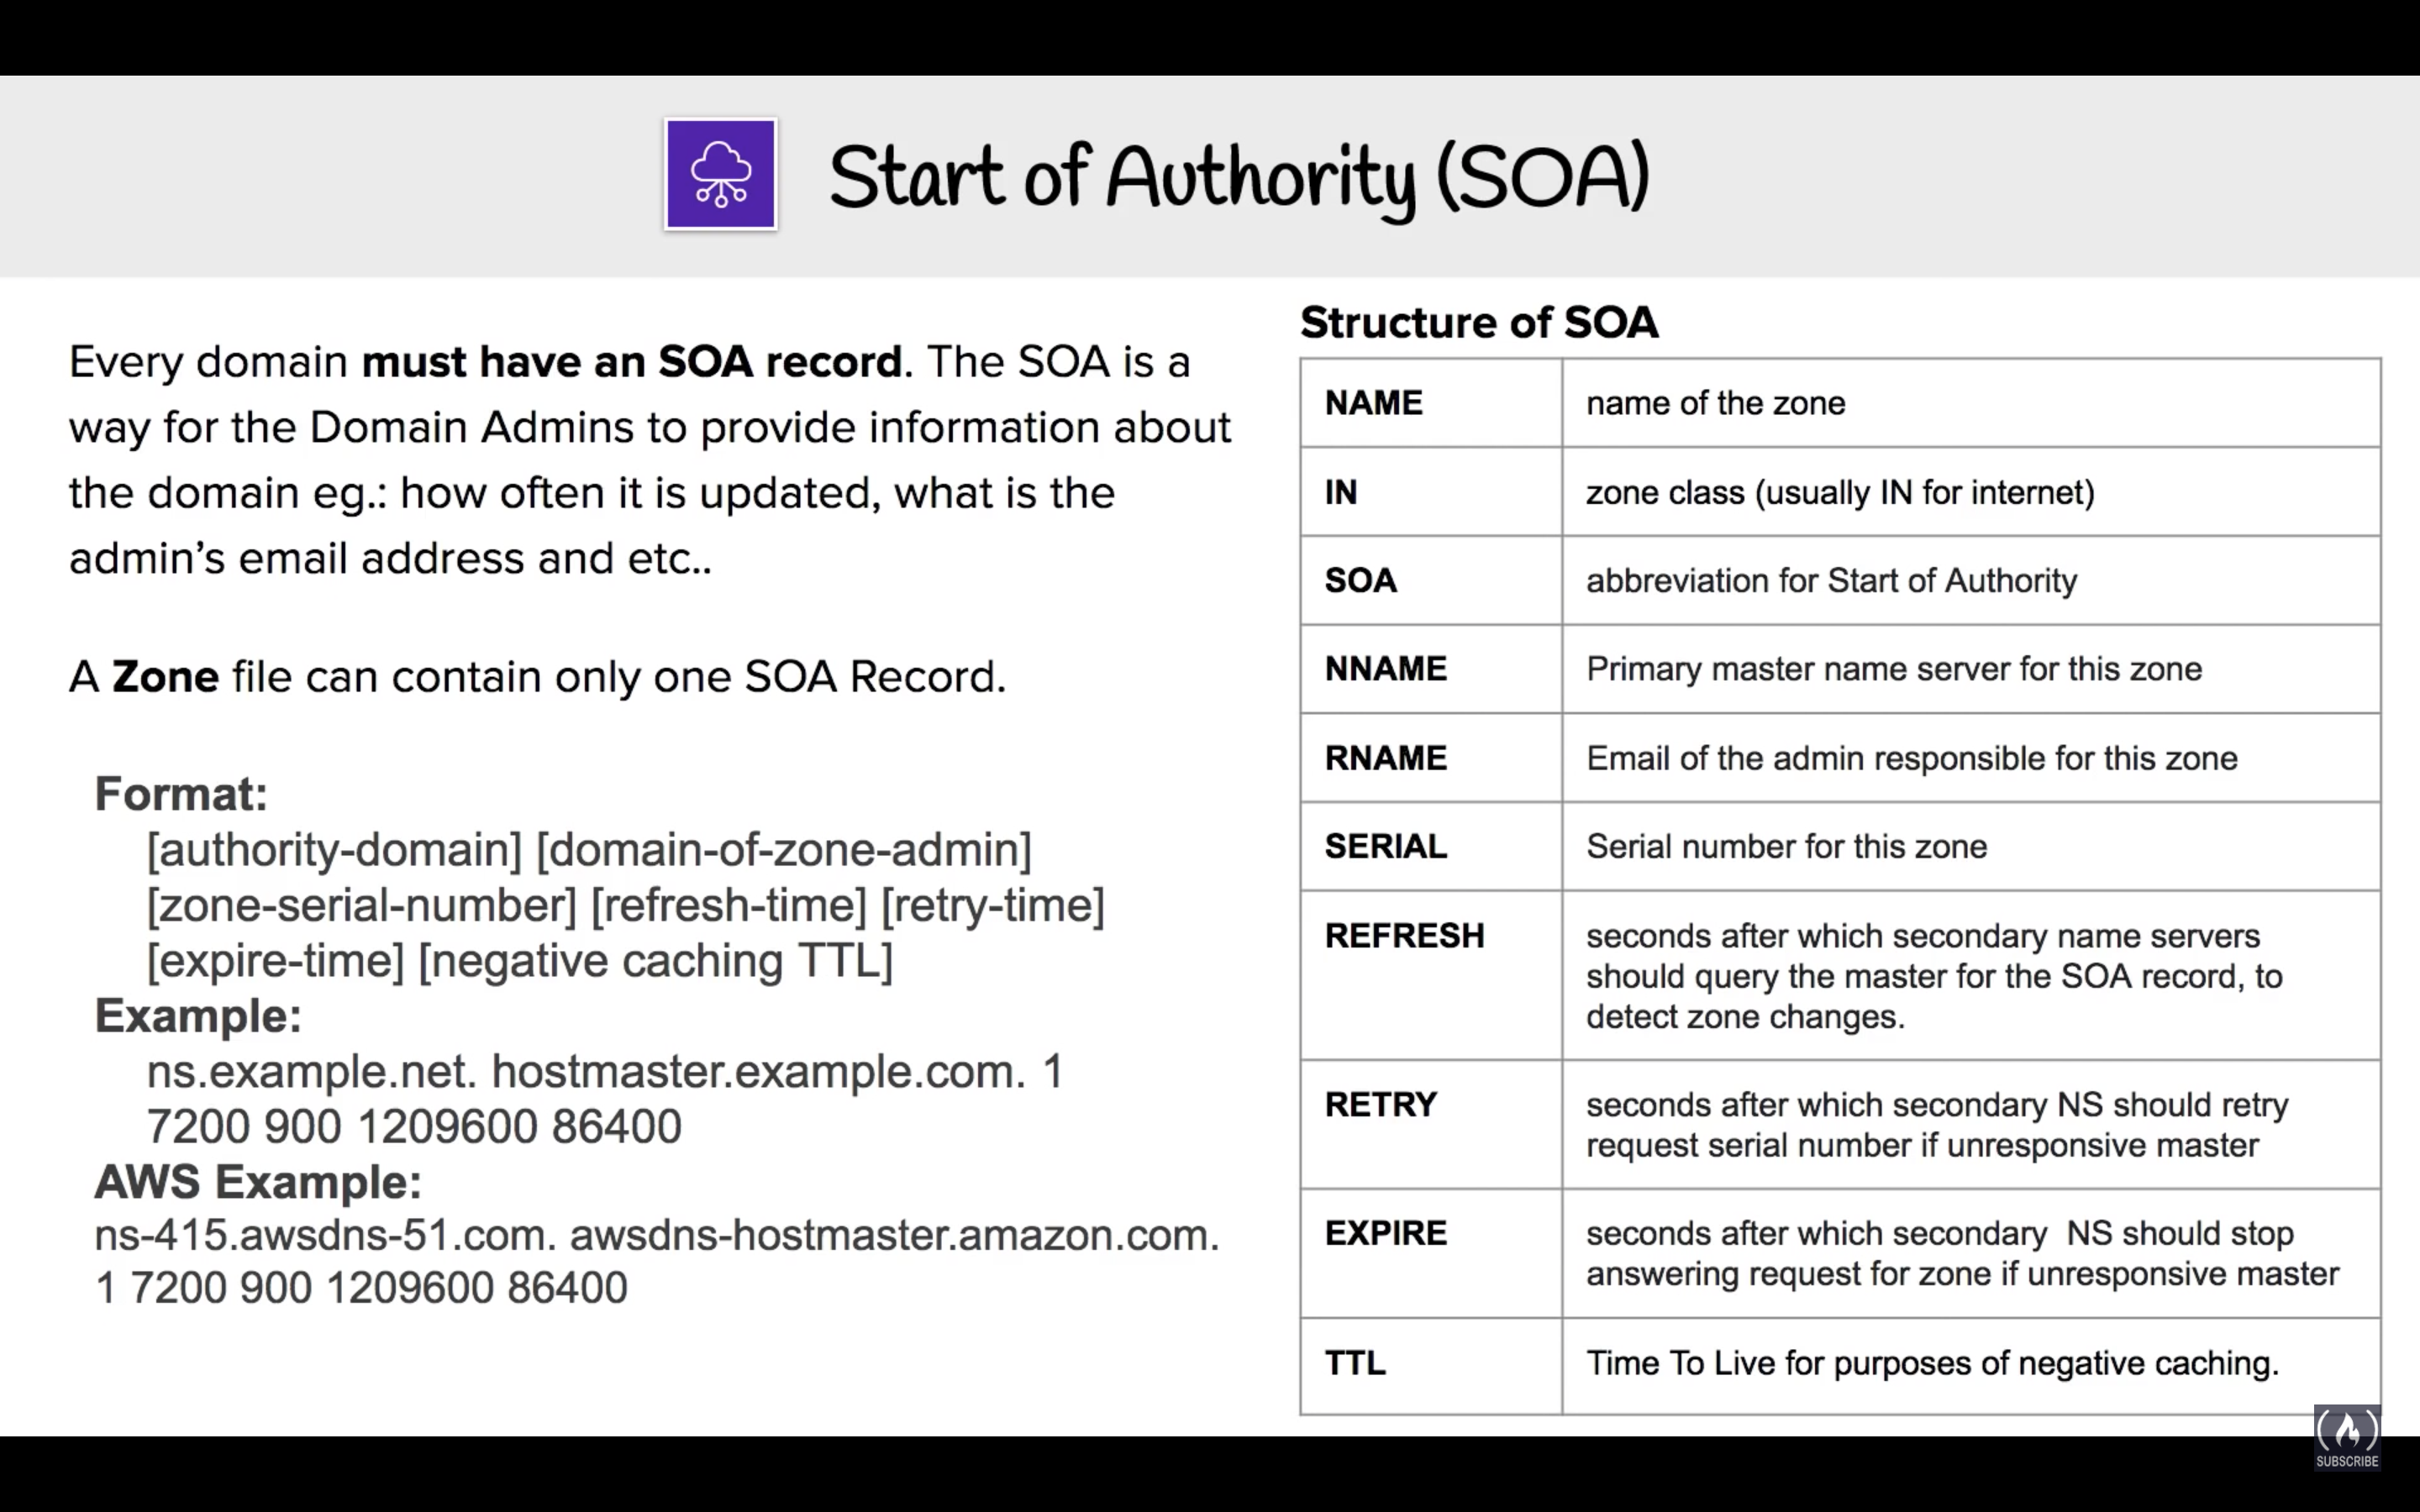 Start of Authority (SOA)
Every domain must have an SOA record. The SOA is a
way for the Domain Admins to provide information about
the domain eg.: how often it is updated, what is the
admin’s email address and etc..
A Zone file can contain only one SOA Record.
Format:
[authority-domain] [domain-of-zone-admin]
[zone-serial-number] [refresh-time] [retry-time]
[expire-time] [negative caching TTL]
Example:
ns.example.net. hostmaster.example.com. 1
7200 900 1209600 86400
AWS Example:
ns-415.awsdns-51.com. awsdns-hostmaster.amazon.com.
1 7200 900 1209600 86400
Structure of SOA
NAME name of the zone
IN zone class (usually IN for internet)
SOA abbreviation for Start of Authority
NNAME Primary master name server for this zone
RNAME Email of the admin responsible for this zone
SERIAL Serial number for this zone
REFRESH seconds after which secondary name servers
should query the master for the SOA record, to
detect zone changes.
RETRY seconds after which secondary NS should retry
request serial number if unresponsive master
EXPIRE seconds after which secondary NS should stop
answering request for zone if unresponsive master
TTL Time To Live for purposes of negative caching.
SUBSCRIBE